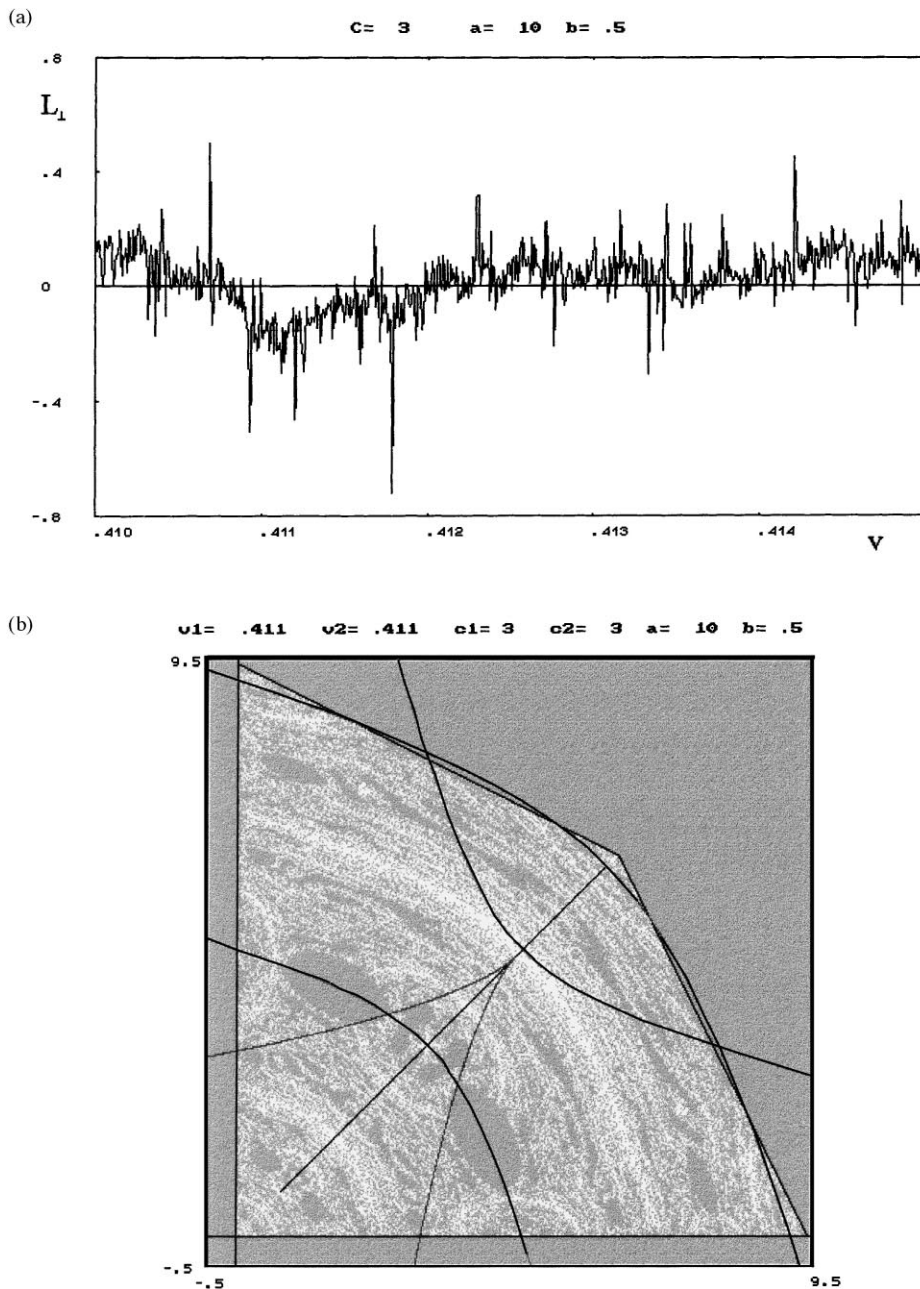 (a)
C= 3 a= 10 b= .5
.8
L⊥
.4
0
-.4
-.8
.410 .411 .412 .413 .414
v
(b)
v1= .411 v2= .411 c1= 3 c2= 3 a= 10 b= .5
9.5
-.5
-.5 9.5